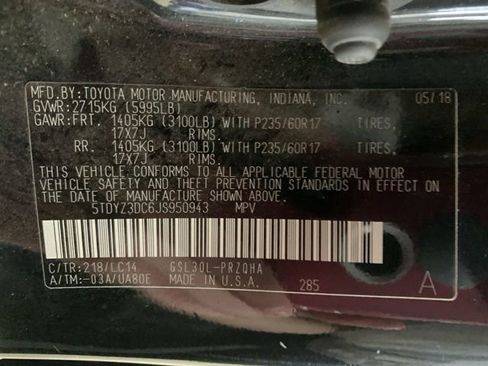 MFD.BY:TOYOTA MOTOR MANUFACTURING, INDIANA, INC. 05/18
GVWR:2715KG (5995LB)
GAWR:FRT. 1405KG (3100LB) WITH P235/60R17 TIRES,
17X7J RIMS.
RR. 1405KG (3100LB) WITH P235/60R17 TIRES,
17X7J RIMS.
THIS VEHICLE CONFORMS TO ALL APPLICABLE FEDERAL MOTOR
VEHICLE SAFETY AND THEFT PREVENTION STANDARDS IN EFFECT ON
THE DATE OF MANUFACTURE SHOWN ABOVE.
5TDYZ3DC6JS950943 MPV
C/TR:218/LC14 GSL30L-PRZQHA
A/TM:-03A/UA80E MADE IN U.S.A. 285 A